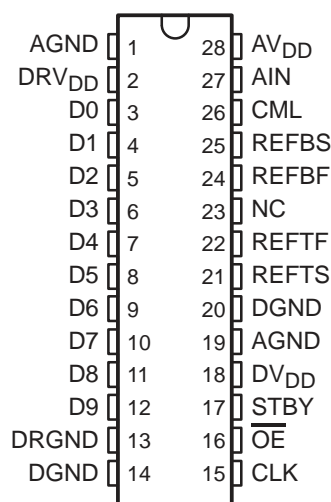 AGND 1 28 AVDD
DRVDD 2 27 AIN
D0 3 26 CML
D1 4 25 REFBS
D2 5 24 REFBF
D3 6 23 NC
D4 7 22 REFTF
D5 8 21 REFTS
D6 9 20 DGND
D7 10 19 AGND
D8 11 18 DVDD
D9 12 17 STBY
DRGND 13 16 O̅E̅
DGND 14 15 CLK